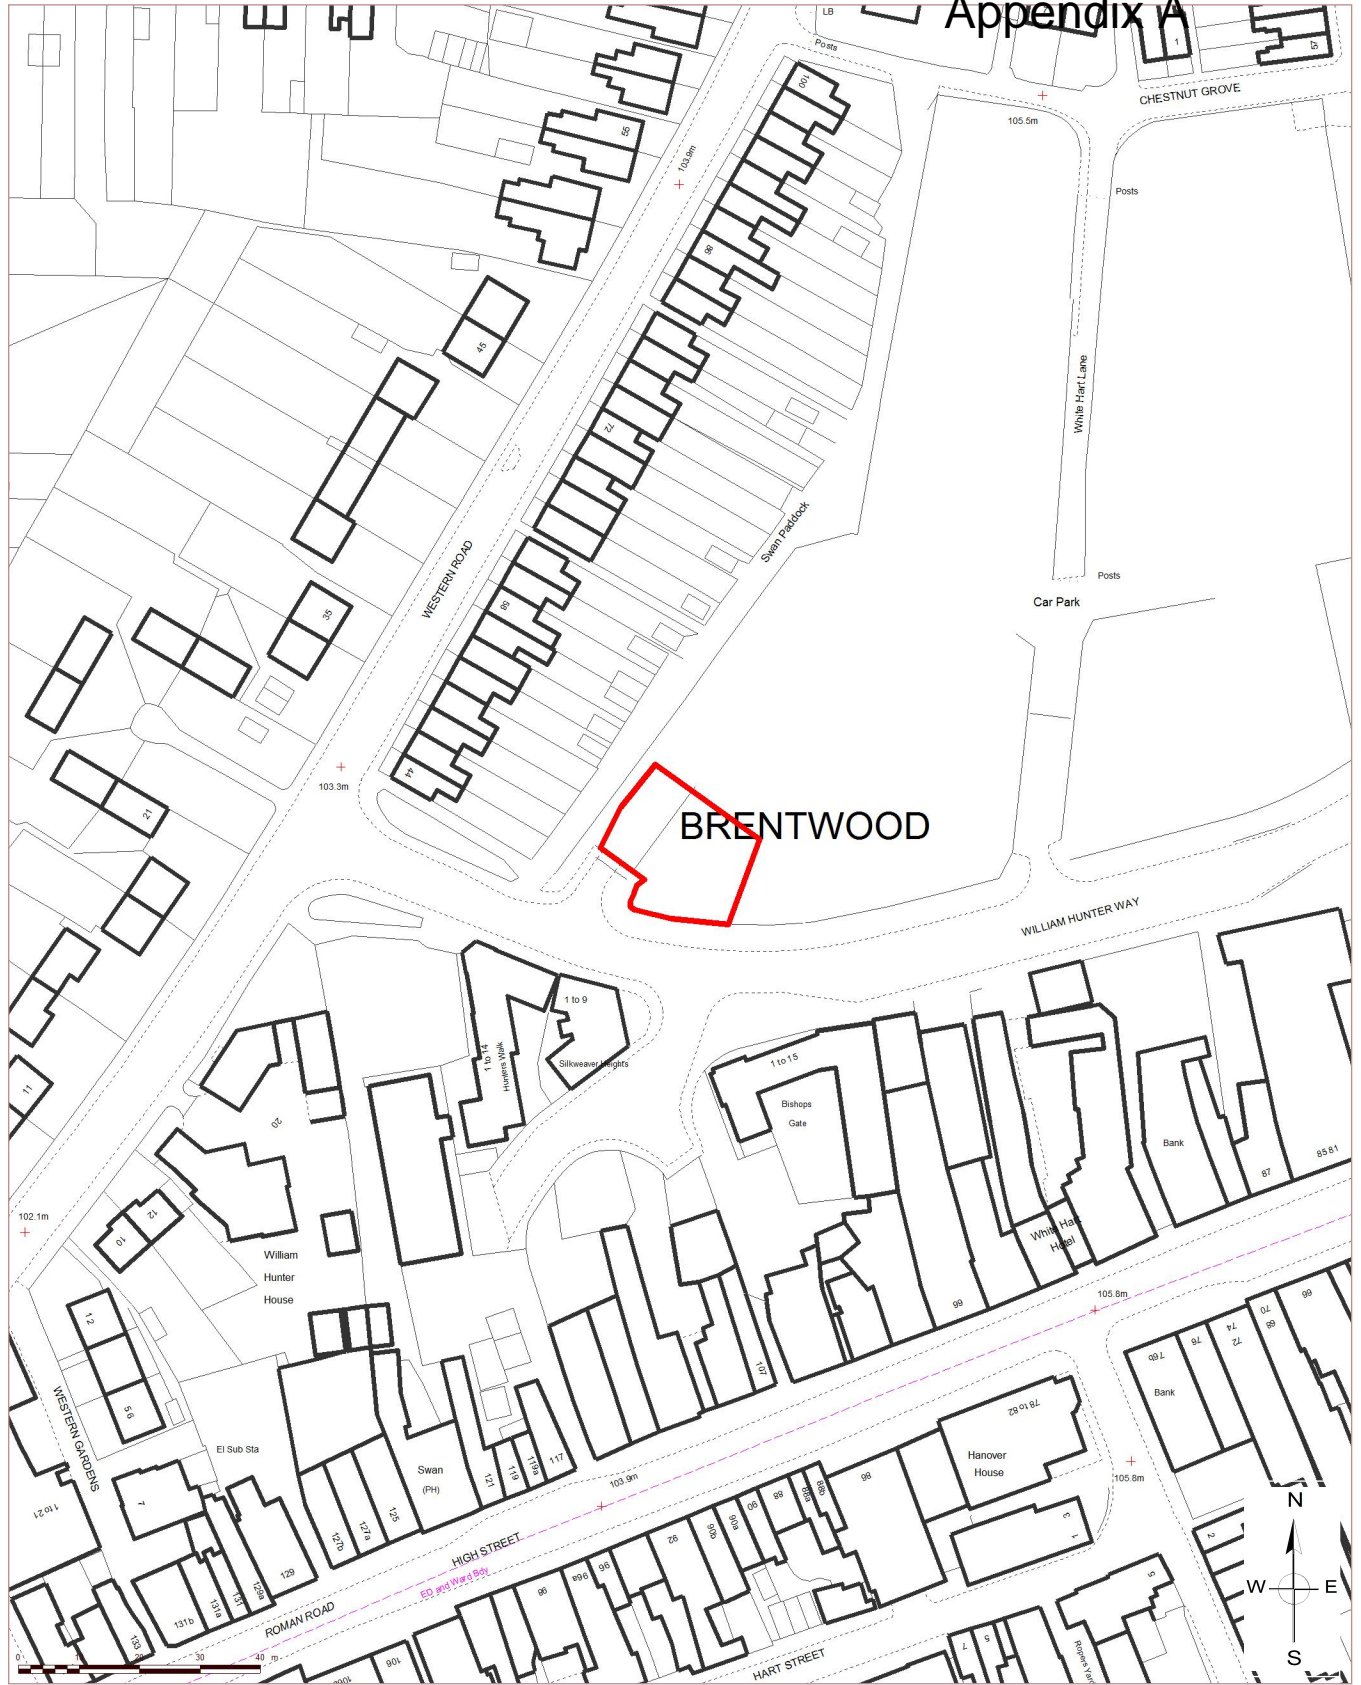 Appendix A
LB
Posts
1
57
CHESTNUT GROVE
100
105.5m
55
103.9m
Posts
86
45
White Hart Lane
72
Swan Paddock
WESTERN ROAD
Posts
58
Car Park
35
44
103.3m
21
BRENTWOOD
WILLIAM HUNTER WAY
1 to 9
1 to 14
Hunters Walk
Silkweaver Heights
1 to 15
11
Bishops
Gate
20
Bank
85 81
87
102.1m
12
10
White Hart
Hotel
William
Hunter
House
105.8m
99
12
70
66
68
74
72
76
76b
107
Bank
WESTERN GARDENS
56
78 to 82
El Sub Sta
Hanover
House
Swan
(PH)
117
119a
119
121
103.9m
98
105.8m
1 to 21
7
125
127a
127b
88b
88a
88
90
90a
90b
92
N
3
1
2
HIGH STREET
ED and Ward Bdy
129
129a
131
131a
131b
133
96
96a
98
W E
5
ROMAN ROAD
106
106c
HART STREET
7
5
Ropers Yard
S
0 10 20 30 40 m